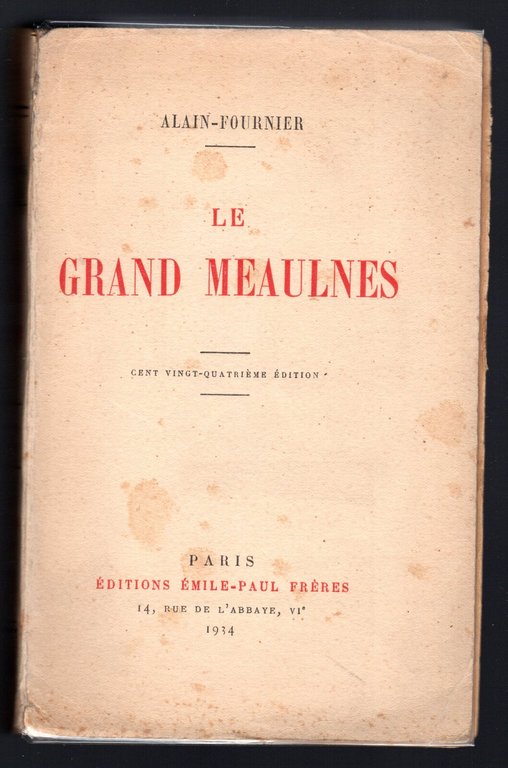 ALAIN-FOURNIER
LE
GRAND MEAULNES
CENT VINGT-QUATRIÈME ÉDITION
PARIS
ÉDITIONS ÉMILE-PAUL FRÈRES
14, RUE DE L'ABBAYE, VIe
1934